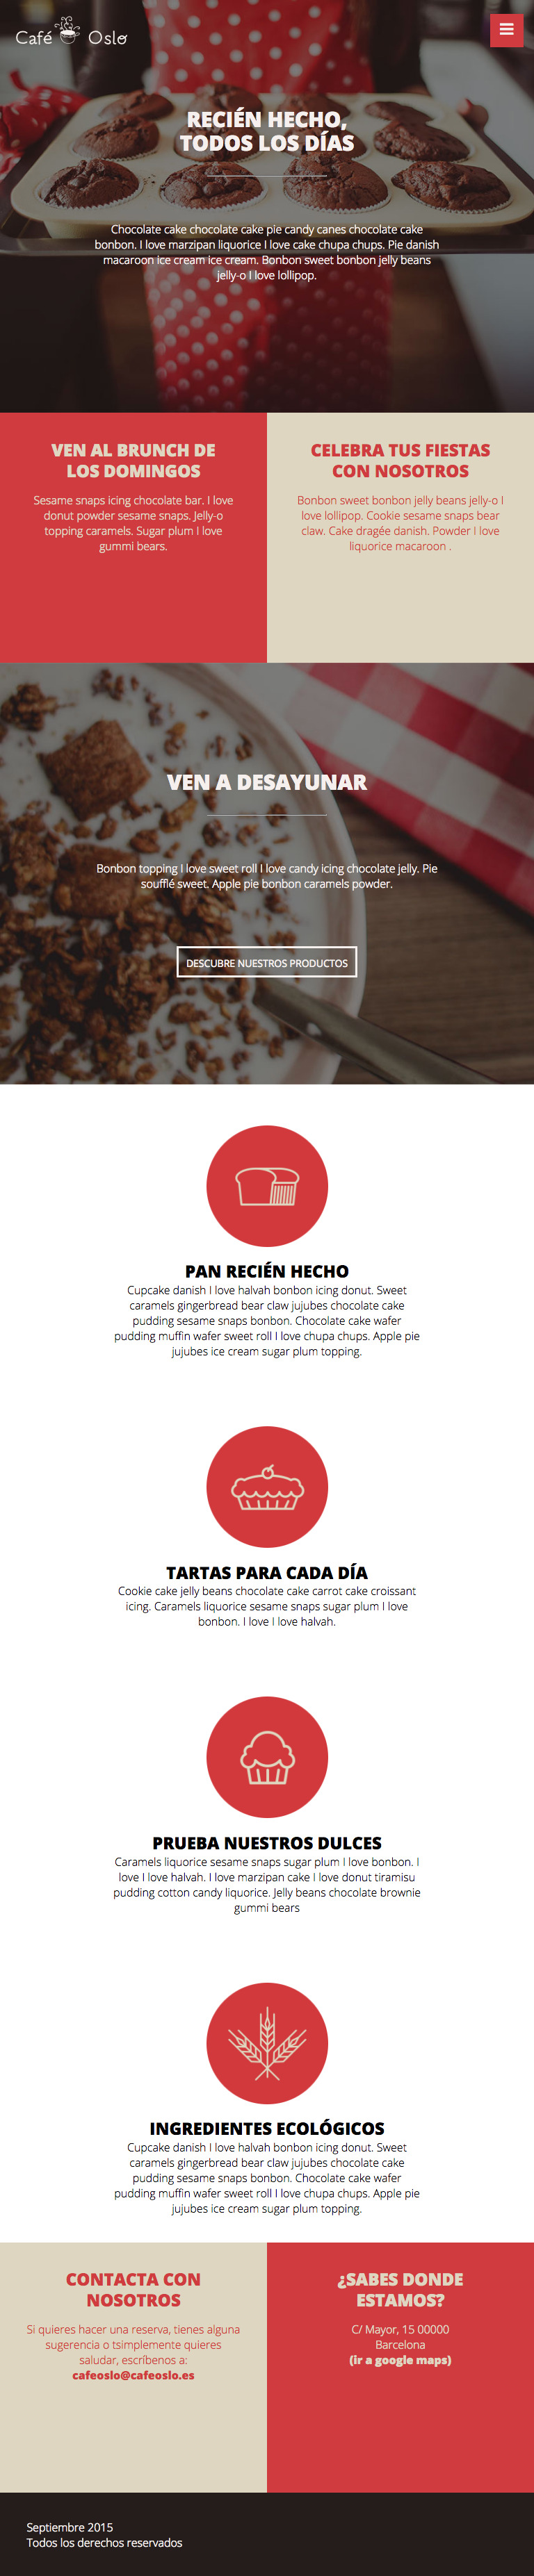 Café Oslo
RECIÉN HECHO,
TODOS LOS DÍAS
Chocolate cake chocolate cake pie candy canes chocolate cake
bonbon. I love marzipan liquorice I love cake chupa chups. Pie danish
macaroon ice cream ice cream. Bonbon sweet bonbon jelly beans
jelly-o I love lollipop.
VEN AL BRUNCH DE
LOS DOMINGOS
Sesame snaps icing chocolate bar. I love
donut powder sesame snaps. Jelly-o
topping caramels. Sugar plum I love
gummi bears.
CELEBRA TUS FIESTAS
CON NOSOTROS
Bonbon sweet bonbon jelly beans jelly-o I
love lollipop. Cookie sesame snaps bear
claw. Cake dragée danish. Powder I love
liquorice macaroon .
VEN A DESAYUNAR
Bonbon topping I love sweet roll I love candy icing chocolate jelly. Pie
soufflé sweet. Apple pie bonbon caramels powder.
DESCUBRE NUESTROS PRODUCTOS
PAN RECIÉN HECHO
Cupcake danish I love halvah bonbon icing donut. Sweet
caramels gingerbread bear claw jujubes chocolate cake
pudding sesame snaps bonbon. Chocolate cake wafer
pudding muffin wafer sweet roll I love chupa chups. Apple pie
jujubes ice cream sugar plum topping.
TARTAS PARA CADA DÍA
Cookie cake jelly beans chocolate cake carrot cake croissant
icing. Caramels liquorice sesame snaps sugar plum I love
bonbon. I love I love halvah.
PRUEBA NUESTROS DULCES
Caramels liquorice sesame snaps sugar plum I love bonbon. I
love I love halvah. I love marzipan cake I love donut tiramisu
pudding cotton candy liquorice. Jelly beans chocolate brownie
gummi bears
INGREDIENTES ECOLÓGICOS
Cupcake danish I love halvah bonbon icing donut. Sweet
caramels gingerbread bear claw jujubes chocolate cake
pudding sesame snaps bonbon. Chocolate cake wafer
pudding muffin wafer sweet roll I love chupa chups. Apple pie
jujubes ice cream sugar plum topping.
CONTACTA CON
NOSOTROS
Si quieres hacer una reserva, tienes alguna
sugerencia o tsimplemente quieres
saludar, escríbenos a:
cafeoslo@cafeoslo.es
¿SABES DONDE
ESTAMOS?
C/ Mayor, 15 00000
Barcelona
(ir a google maps)
Septiembre 2015
Todos los derechos reservados